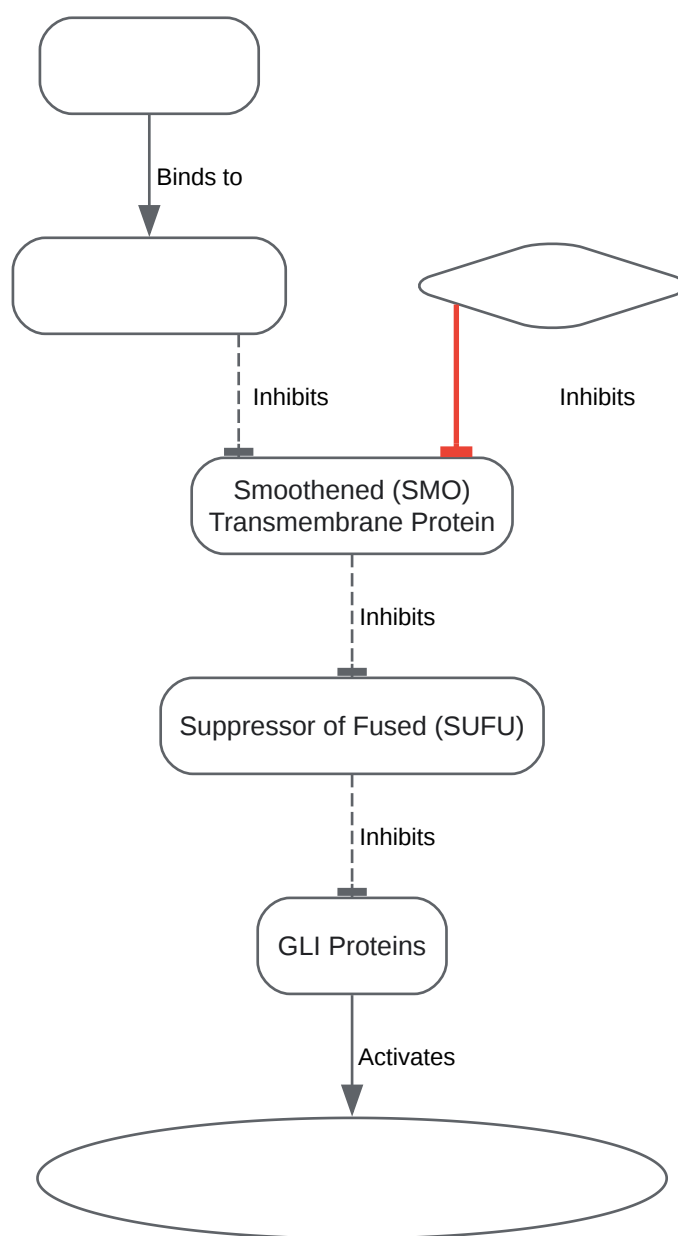 Binds to
Inhibits
Inhibits
Smoothened (SMO)
Transmembrane Protein
Inhibits
Suppressor of Fused (SUFU)
Inhibits
GLI Proteins
Activates